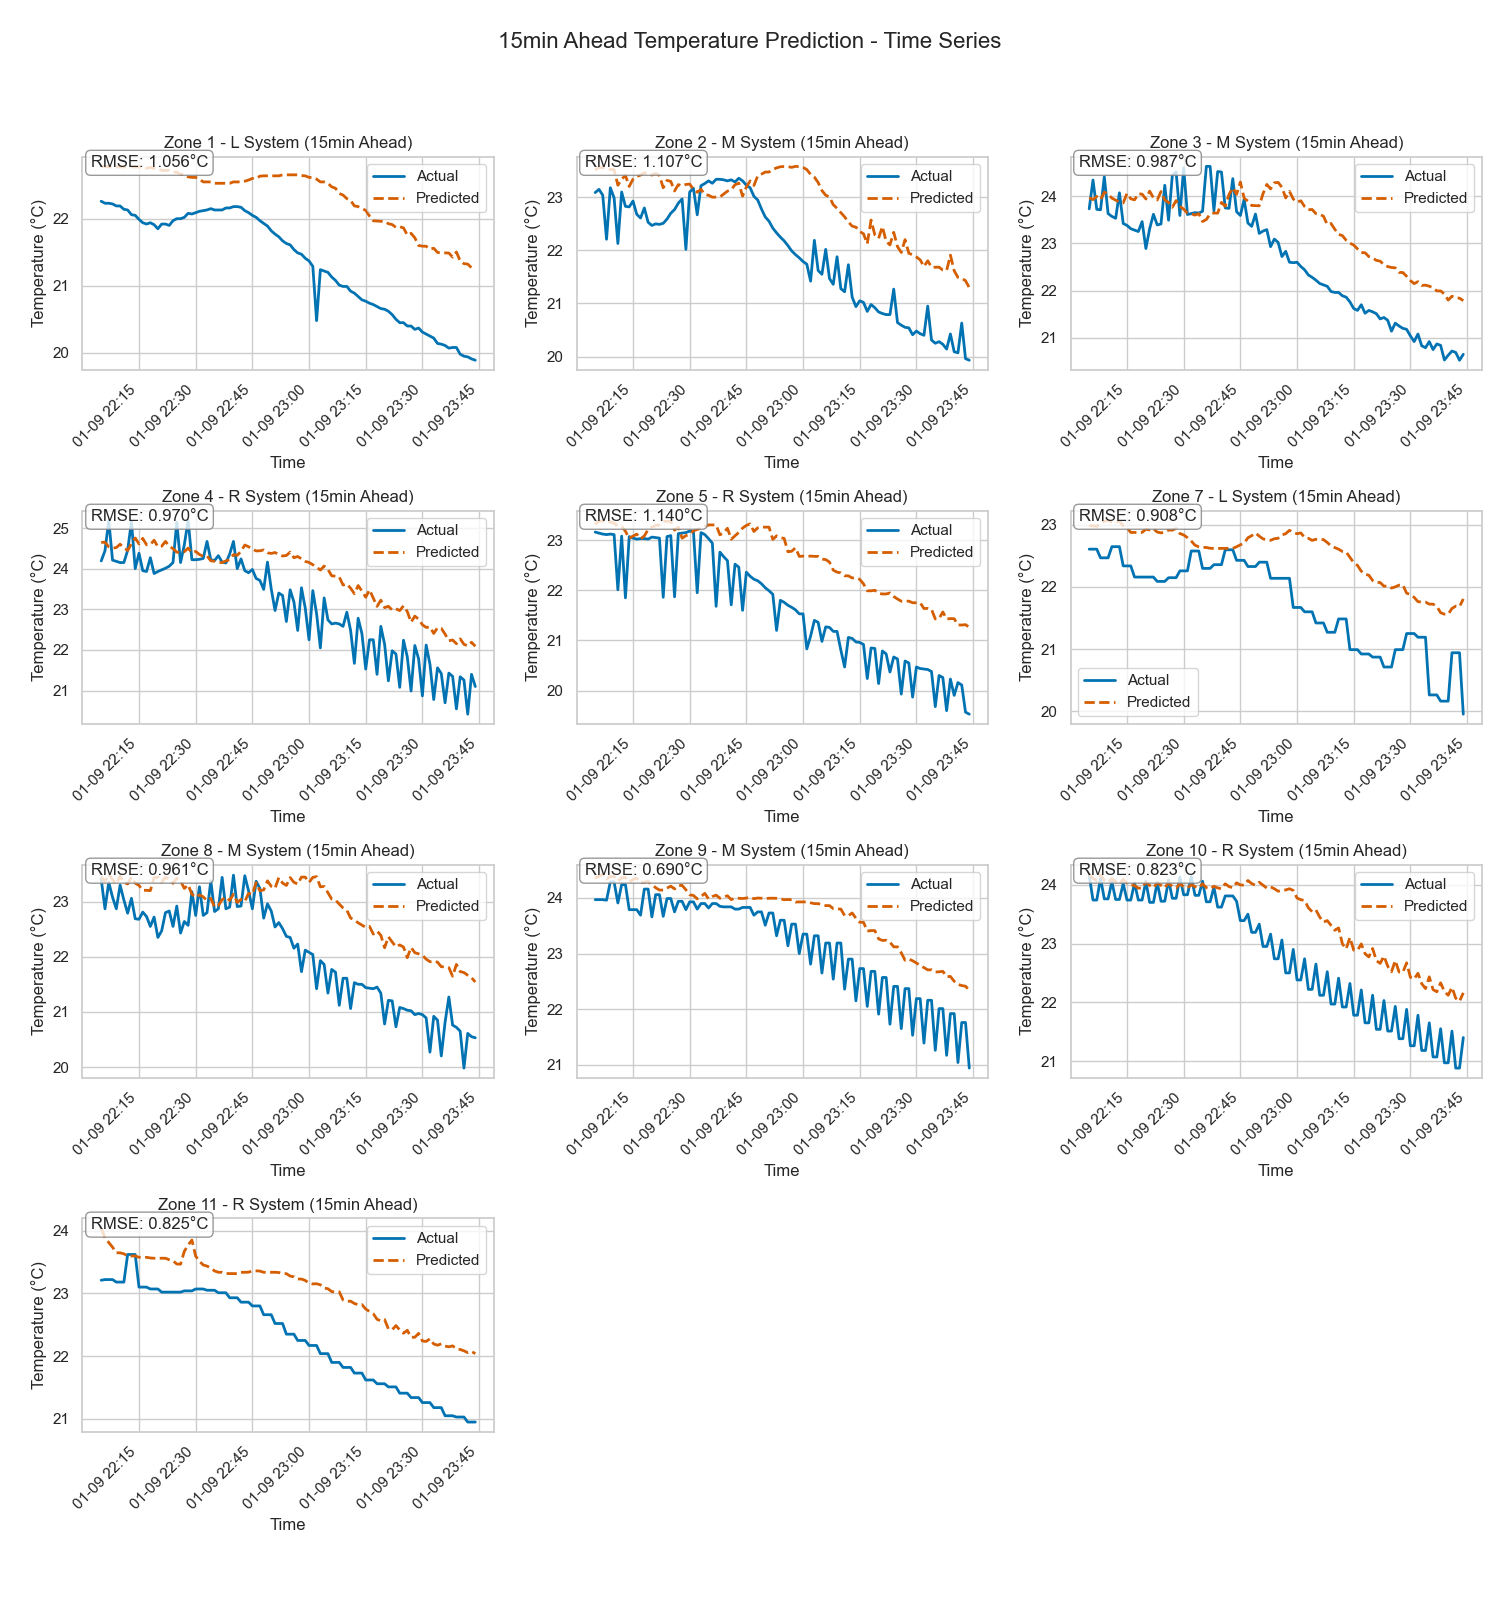 15min Ahead Temperature Prediction - Time Series
Zone 1 - L System (15min Ahead)
RMSE: 1.056°C
Actual
Predicted
Temperature (°C)
22
21
20
01-09 22:15
01-09 22:30
01-09 22:45
01-09 23:00
01-09 23:15
01-09 23:30
01-09 23:45
Time
Zone 2 - M System (15min Ahead)
RMSE: 1.107°C
Actual
Predicted
Temperature (°C)
23
22
21
20
01-09 22:15
01-09 22:30
01-09 22:45
01-09 23:00
01-09 23:15
01-09 23:30
01-09 23:45
Time
Zone 3 - M System (15min Ahead)
RMSE: 0.987°C
Actual
Predicted
Temperature (°C)
24
23
22
21
01-09 22:15
01-09 22:30
01-09 22:45
01-09 23:00
01-09 23:15
01-09 23:30
01-09 23:45
Time
Zone 4 - R System (15min Ahead)
RMSE: 0.970°C
Actual
Predicted
Temperature (°C)
25
24
23
22
21
01-09 22:15
01-09 22:30
01-09 22:45
01-09 23:00
01-09 23:15
01-09 23:30
01-09 23:45
Time
Zone 5 - R System (15min Ahead)
RMSE: 1.140°C
Actual
Predicted
Temperature (°C)
23
22
21
20
01-09 22:15
01-09 22:30
01-09 22:45
01-09 23:00
01-09 23:15
01-09 23:30
01-09 23:45
Time
Zone 7 - L System (15min Ahead)
RMSE: 0.908°C
Temperature (°C)
23
22
21
20
Actual
Predicted
01-09 22:15
01-09 22:30
01-09 22:45
01-09 23:00
01-09 23:15
01-09 23:30
01-09 23:45
Time
Zone 8 - M System (15min Ahead)
RMSE: 0.961°C
Actual
Predicted
Temperature (°C)
23
22
21
20
01-09 22:15
01-09 22:30
01-09 22:45
01-09 23:00
01-09 23:15
01-09 23:30
01-09 23:45
Time
Zone 9 - M System (15min Ahead)
RMSE: 0.690°C
Actual
Predicted
Temperature (°C)
24
23
22
21
01-09 22:15
01-09 22:30
01-09 22:45
01-09 23:00
01-09 23:15
01-09 23:30
01-09 23:45
Time
Zone 10 - R System (15min Ahead)
RMSE: 0.823°C
Actual
Predicted
Temperature (°C)
24
23
22
21
01-09 22:15
01-09 22:30
01-09 22:45
01-09 23:00
01-09 23:15
01-09 23:30
01-09 23:45
Time
Zone 11 - R System (15min Ahead)
RMSE: 0.825°C
Actual
Predicted
Temperature (°C)
24
23
22
21
01-09 22:15
01-09 22:30
01-09 22:45
01-09 23:00
01-09 23:15
01-09 23:30
01-09 23:45
Time